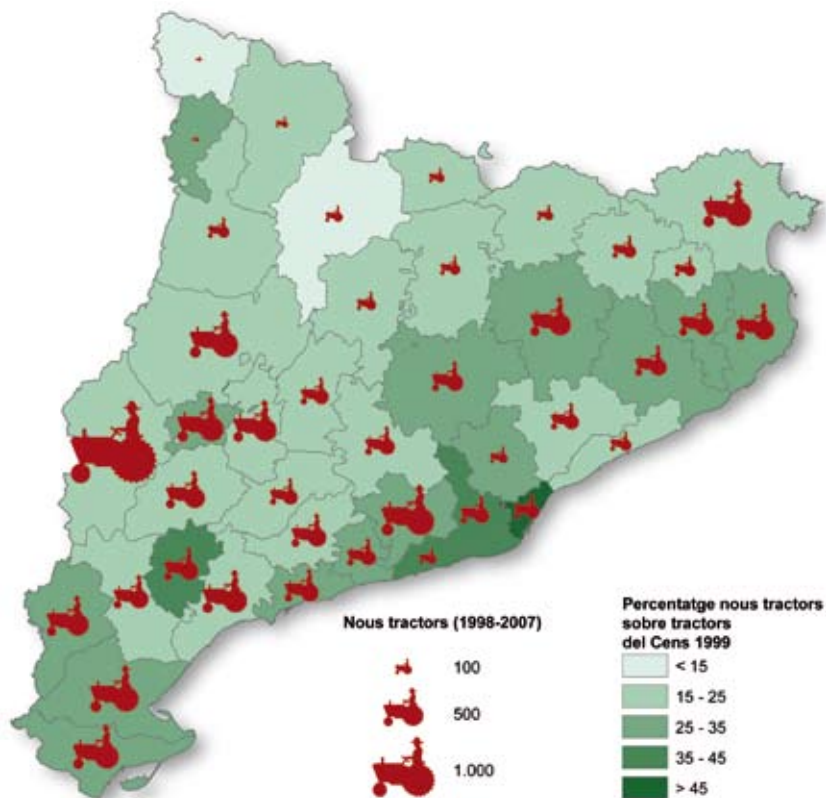 Nous tractors (1998-2007)
100
500
1.000
Percentatge nous tractors
sobre tractors
del Cens 1999
< 15
15 - 25
25 - 35
35 - 45
> 45